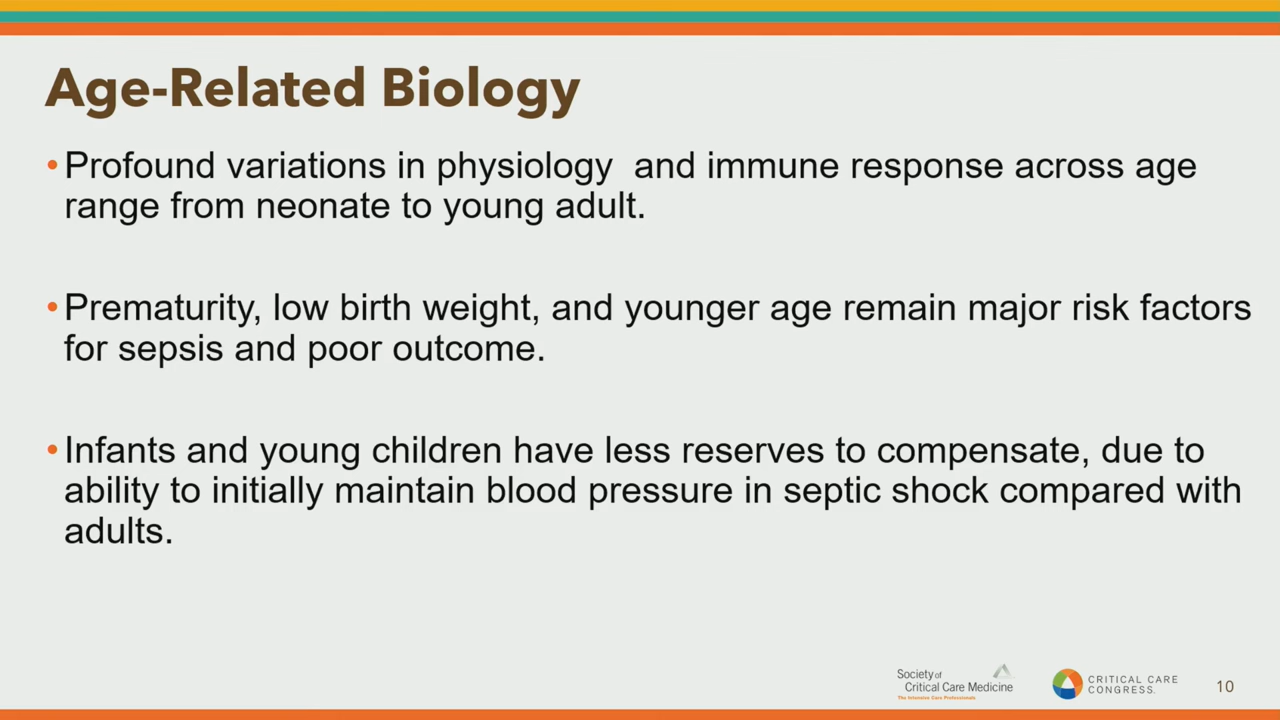 Age-Related Biology
•Profound variations in physiology  and immune response across age
range from neonate to young adult.
•Prematurity, low birth weight, and younger age remain major risk factors
for sepsis and poor outcome.
•Infants and young children have less reserves to compensate, due to
ability to initially maintain blood pressure in septic shock compared with
adults.
Society of
Critical Care Medicine
The Intensive Care Professionals
CRITICAL CARE
CONGRESS.
10